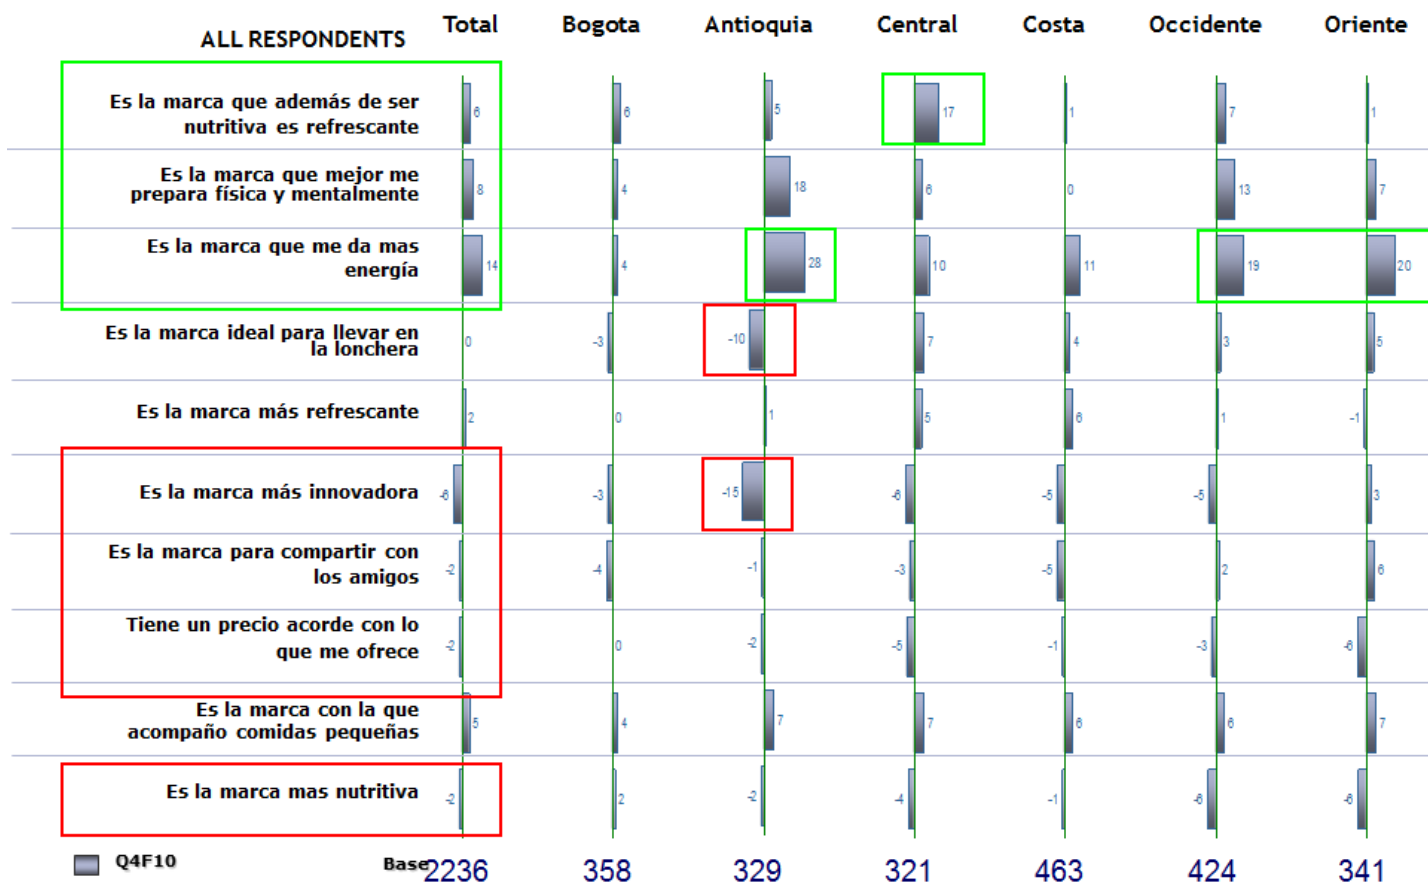 ALL RESPONDENTS Total Bogota Antioquia Central Costa Occidente Oriente
Es la marca que además de ser
nutritiva es refrescante 6 6 5 17 1 7 1
Es la marca que mejor me
prepara física y mentalmente 8 4 18 6 0 13 7
Es la marca que me da mas
energía 14 4 28 10 11 19 20
Es la marca ideal para llevar en
la lonchera 0 -3 -10 7 4 3 5
Es la marca más refrescante 2 0 1 5 6 1 -1
Es la marca más innovadora -6 -3 -15 -6 -5 -5 3
Es la marca para compartir con
los amigos -2 -4 -1 -3 -5 2 6
Tiene un precio acorde con lo
que me ofrece -2 0 -2 -5 -1 -3 -6
Es la marca con la que
acompaño comidas pequeñas 5 4 7 7 6 6 7
Es la marca mas nutritiva -2 2 -2 -4 -1 -6 -6
Q4F10 Base 2236 358 329 321 463 424 341